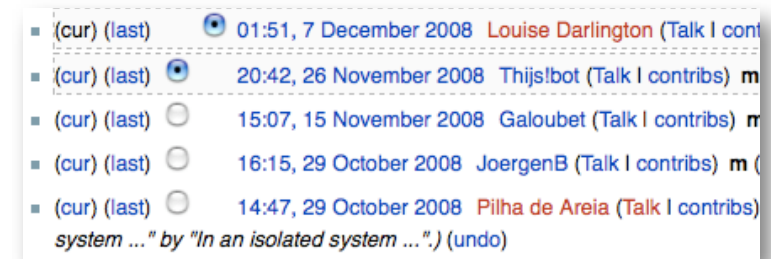 (cur) (last) 01:51, 7 December 2008 Louise Darlington (Talk | cont
(cur) (last) 20:42, 26 November 2008 Thijs!bot (Talk | contribs) m
(cur) (last) 15:07, 15 November 2008 Galoubet (Talk | contribs) m
(cur) (last) 16:15, 29 October 2008 JoergenB (Talk | contribs) m (
(cur) (last) 14:47, 29 October 2008 Pilha de Areia (Talk | contribs)
system ..." by "In an isolated system ...".) (undo)